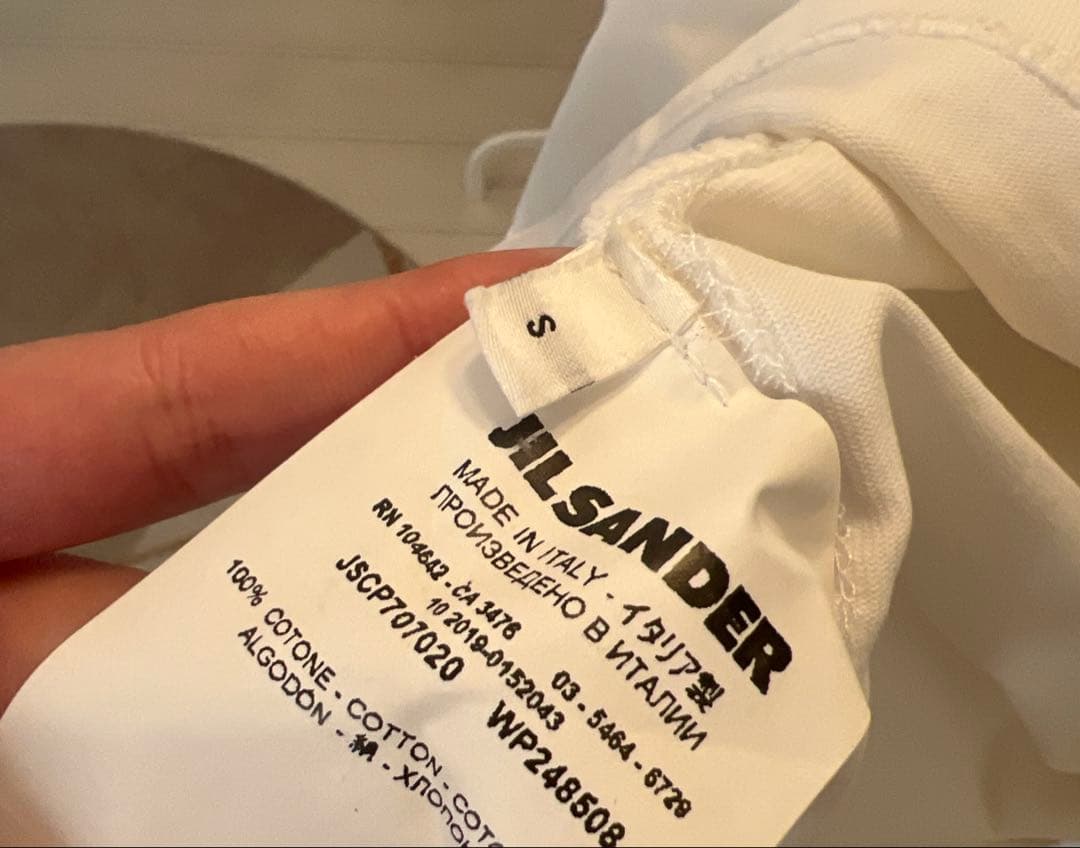 S
JIL SANDER
MADE IN ITALY - イタリア製
ПРОИЗВЕДЕНО В ИТАЛИИ
RN 104642 - CA 3476 03 - 5464 - 6729
10 2019-0152043
JSCP707020 WP248508
100% COTONE - COTTON -
ALGODÓN - 綿 -